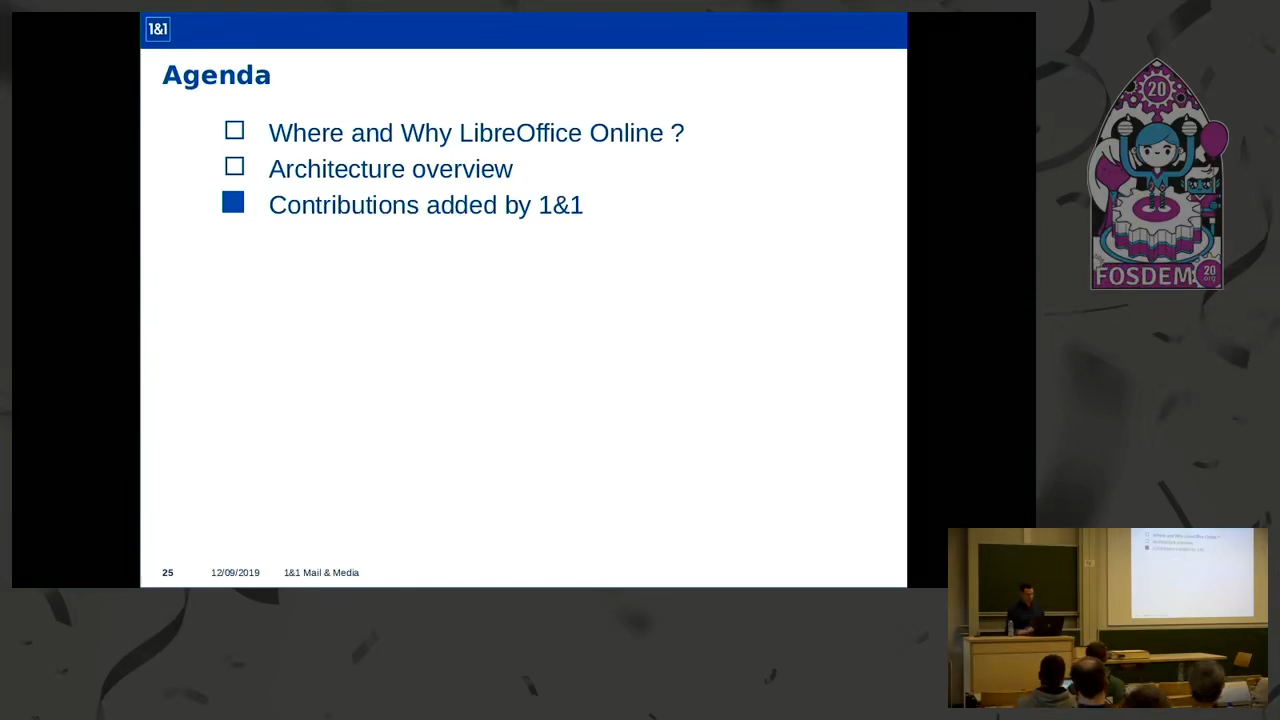 1&1
Agenda
Where and Why LibreOffice Online ?
Architecture overview
Contributions added by 1&1
25 12/09/2019 1&1 Mail & Media
20
FOSDEM
20
.org